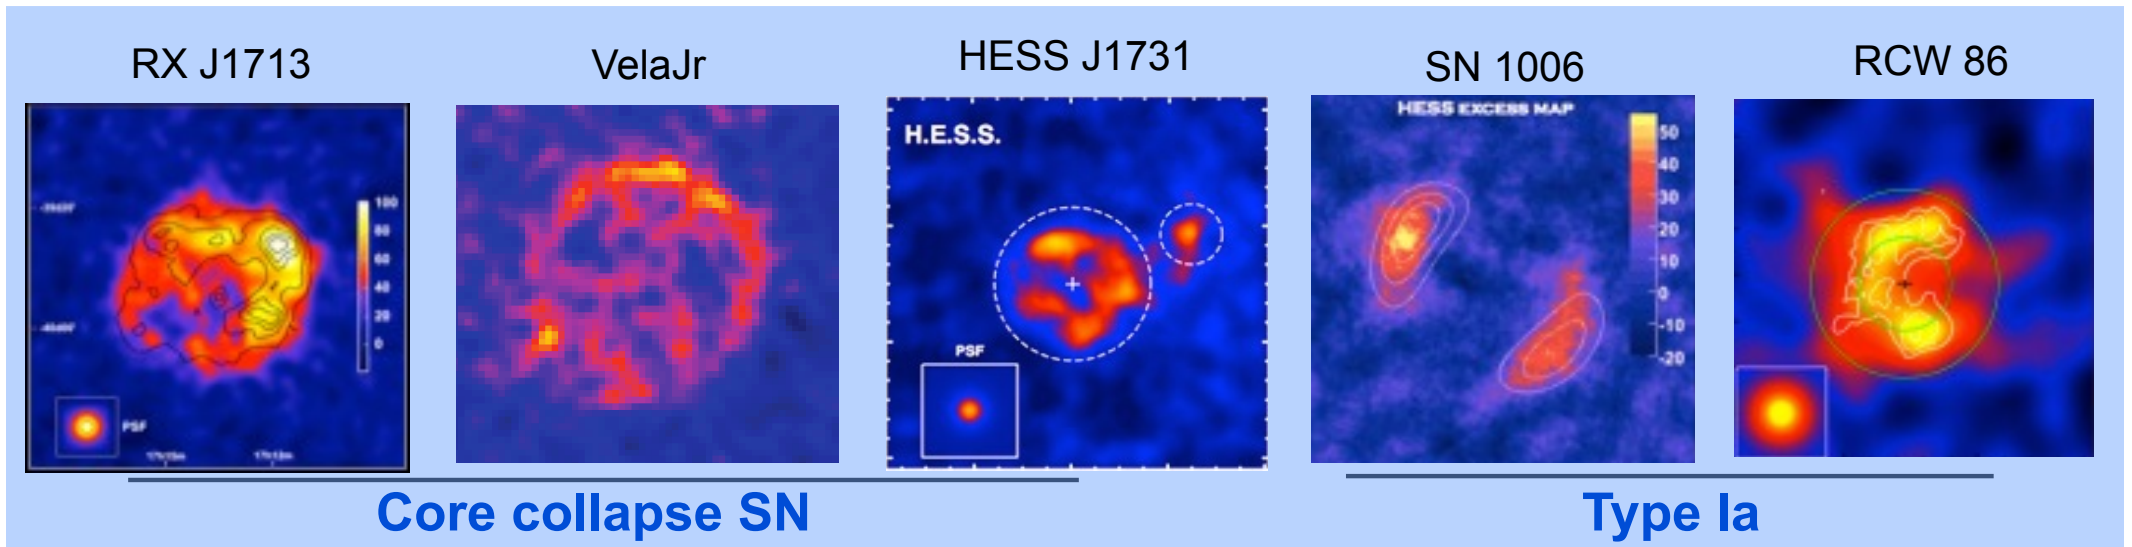 RX J1713
VelaJr
HESS J1731
SN 1006
RCW 86
100
80
60
40
20
0
PSF
17h15m
H.E.S.S.
PSF
HESS EXCESS MAP
50
40
30
20
10
0
-10
-20
Core collapse SN
Type Ia